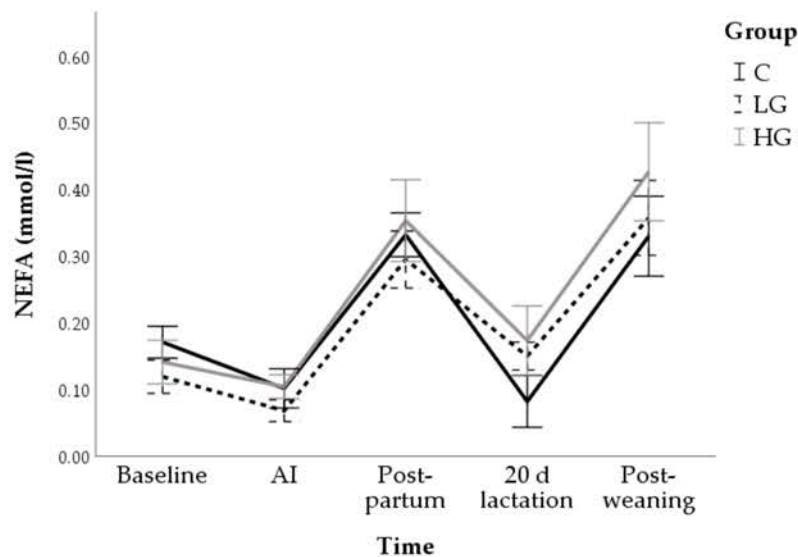 Group
C
LG
HG
NEFA (mmol/l)
0.60
0.50
0.40
0.30
0.20
0.10
0.00
Baseline
AI
Post-
partum
20 d
lactation
Post-
weaning
Time